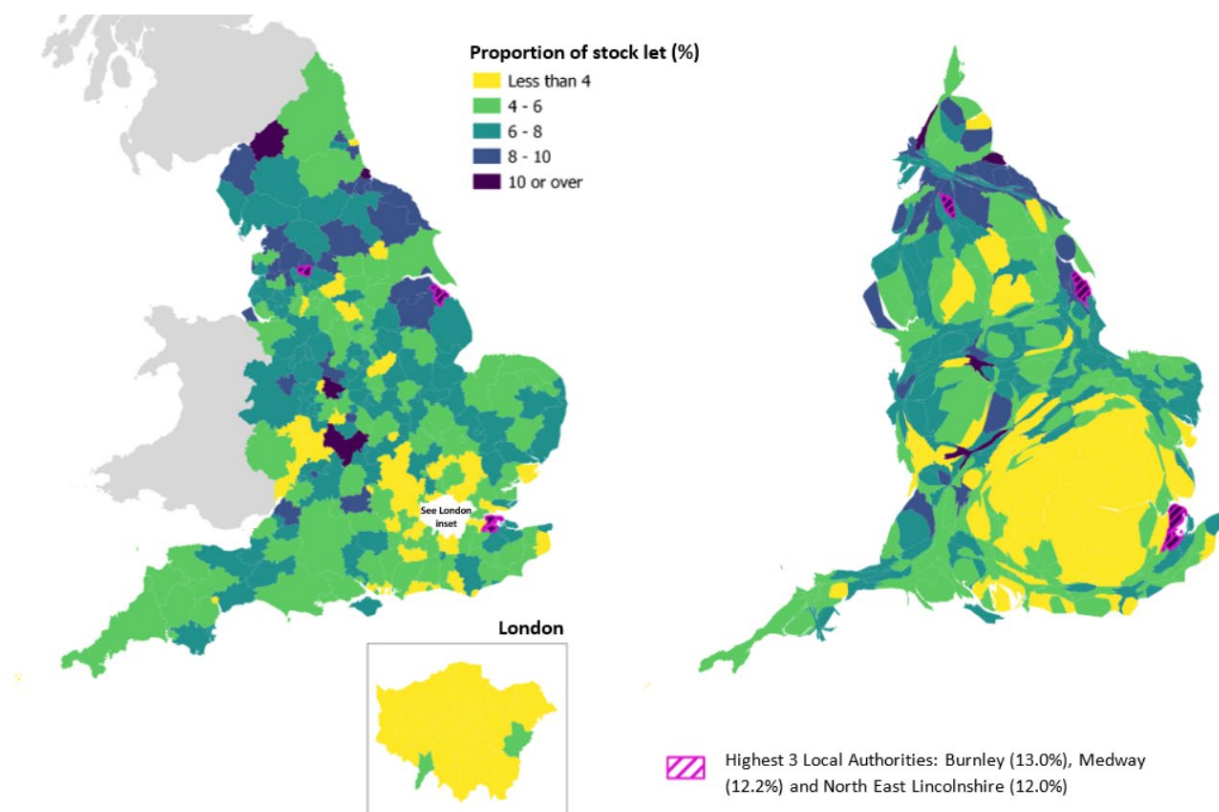 Proportion of stock let (%)
Less than 4
4 - 6
6 - 8
8 - 10
10 or over
See London
inset
London
Highest 3 Local Authorities: Burnley (13.0%), Medway
(12.2%) and North East Lincolnshire (12.0%)